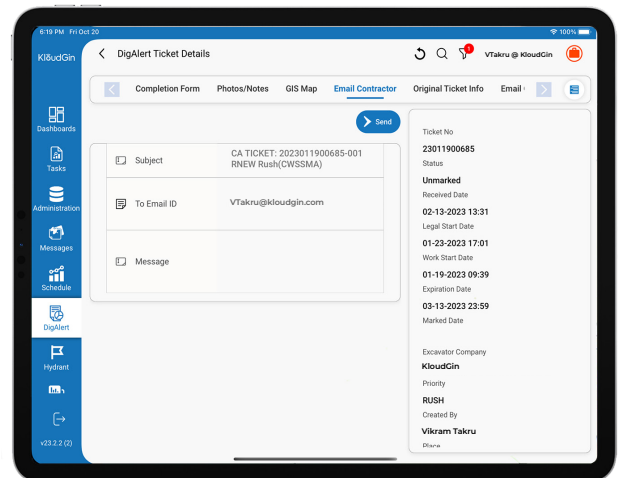 6:19 PM Fri Oct 20
100%
KloudGin
DigAlert Ticket Details
1
VTakru @ KloudGin
Completion Form
Photos/Notes
GIS Map
Email Contractor
Original Ticket Info
Email
Dashboards
Tasks
Administration
Messages
Schedule
DigAlert
Hydrant
v23.2.2 (2)
Send
Subject
CA TICKET: 2023011900685-001
RNEW Rush(CWSSMA)
To Email ID
VTakru@kloudgin.com
Message
Ticket No
23011900685
Status
Unmarked
Received Date
02-13-2023 13:31
Legal Start Date
01-23-2023 17:01
Work Start Date
01-19-2023 09:39
Expiration Date
03-13-2023 23:59
Marked Date
Excavator Company
KloudGin
Priority
RUSH
Created By
Vikram Takru
Place